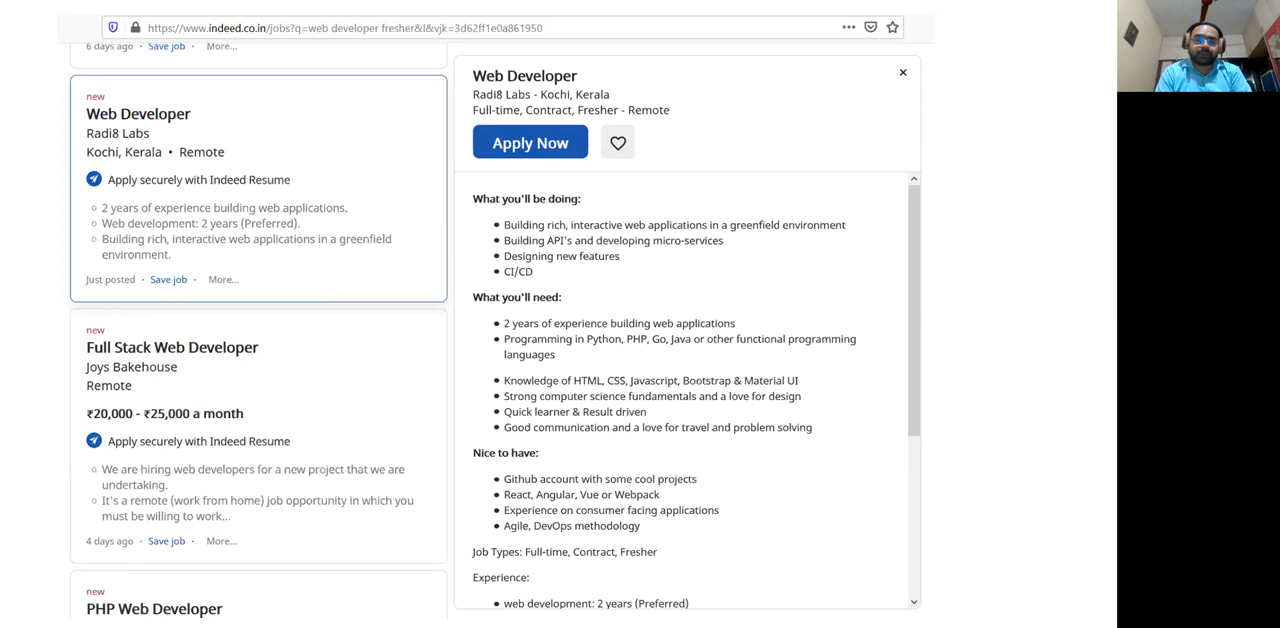 https://www.indeed.co.in/jobs?q=web developer fresher&l&vjk=3d62ff1e0a861950
6 days ago · Save job · More...
new
Web Developer
Radi8 Labs
Kochi, Kerala • Remote
Apply securely with Indeed Resume
2 years of experience building web applications.
Web development: 2 years (Preferred).
Building rich, interactive web applications in a greenfield
environment.
Just posted · Save job · More...
new
Full Stack Web Developer
Joys Bakehouse
Remote
₹20,000 - ₹25,000 a month
Apply securely with Indeed Resume
We are hiring web developers for a new project that we are
undertaking.
It's a remote (work from home) job opportunity in which you
must be willing to work...
4 days ago · Save job · More...
new
PHP Web Developer
Web Developer
Radi8 Labs - Kochi, Kerala
Full-time, Contract, Fresher - Remote
Apply Now
What you'll be doing:
Building rich, interactive web applications in a greenfield environment
Building API's and developing micro-services
Designing new features
CI/CD
What you'll need:
2 years of experience building web applications
Programming in Python, PHP, Go, Java or other functional programming
languages
Knowledge of HTML, CSS, Javascript, Bootstrap & Material UI
Strong computer science fundamentals and a love for design
Quick learner & Result driven
Good communication and a love for travel and problem solving
Nice to have:
Github account with some cool projects
React, Angular, Vue or Webpack
Experience on consumer facing applications
Agile, DevOps methodology
Job Types: Full-time, Contract, Fresher
Experience:
web development: 2 years (Preferred)